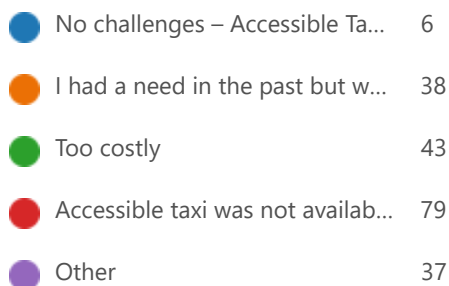 No challenges – Accessible Ta... 6
I had a need in the past but w... 38
Too costly 43
Accessible taxi was not availab... 79
Other 37